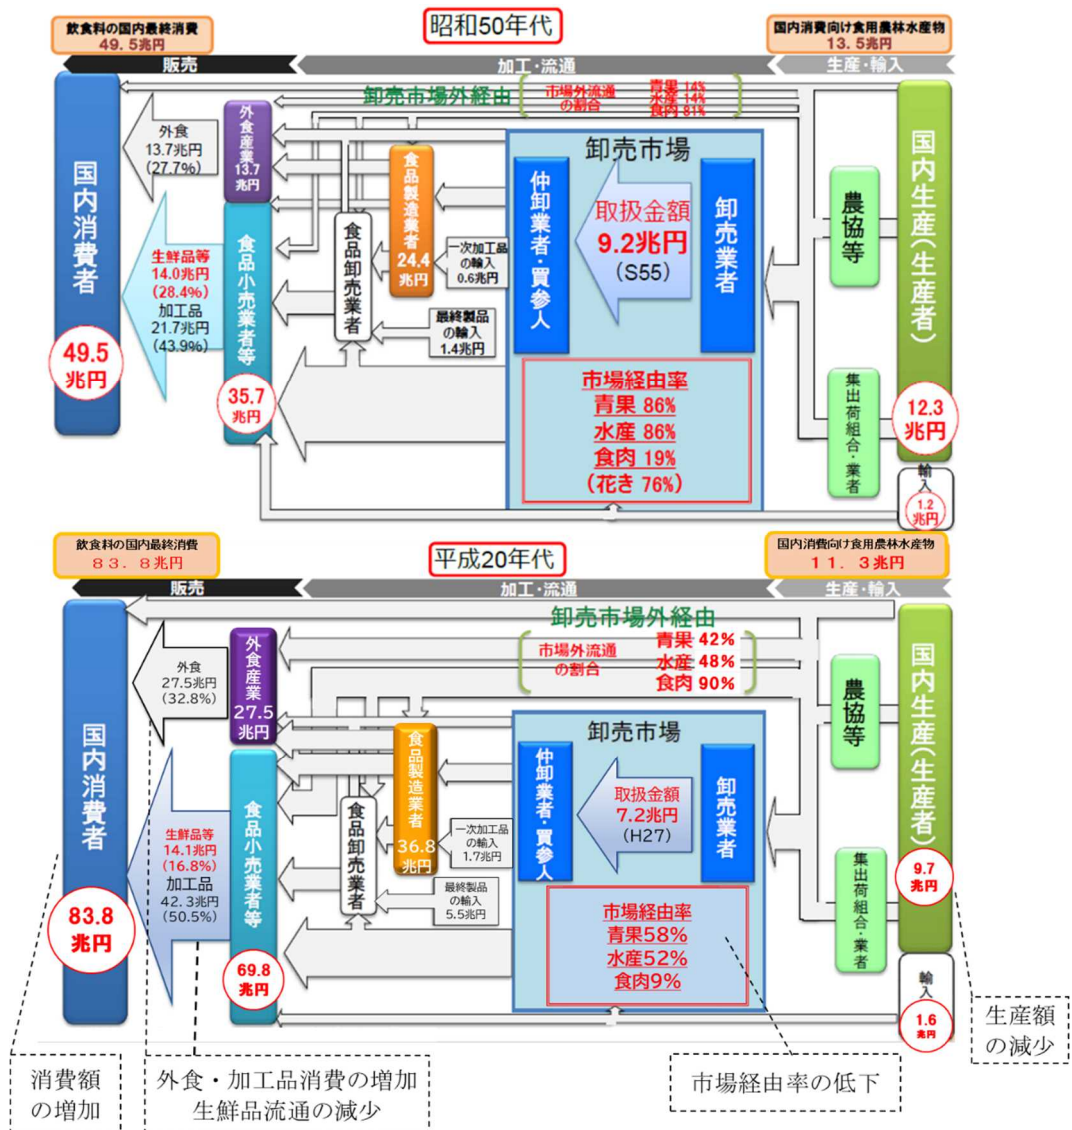 昭和50年代
飲食料の国内最終消費
49.5兆円
国内消費向け食用農林水産物
13.5兆円
販売
加工・流通
生産・輸入
卸売市場外経由
市場外流通
の割合
青果 14%
水産 14%
食肉 81%
国内消費者
49.5
兆円
外食
13.7兆円
(27.7%)
生鮮品等
14.0兆円
(28.4%)
加工品
21.7兆円
(43.9%)
外食産業
13.7
兆円
食品小売業者等
35.7
兆円
食品卸売業者
食品製造業者
24.4
兆円
一次加工品
の輸入
0.6兆円
最終製品
の輸入
1.4兆円
卸売市場
仲卸業者・買参人
取扱金額
9.2兆円
(S55)
卸売業者
市場経由率
青果 86%
水産 86%
食肉 19%
(花き 76%)
農協等
集出荷組合・業者
国内生産(生産者)
12.3
兆円
輸入
1.2
兆円
平成20年代
飲食料の国内最終消費
83.8兆円
国内消費向け食用農林水産物
11.3兆円
販売
加工・流通
生産・輸入
卸売市場外経由
市場外流通
の割合
青果 42%
水産 48%
食肉 90%
国内消費者
83.8
兆円
外食
27.5兆円
(32.8%)
生鮮品等
14.1兆円
(16.8%)
加工品
42.3兆円
(50.5%)
外食産業
27.5
兆円
食品小売業者等
69.8
兆円
食品卸売業者
食品製造業者
36.8
兆円
一次加工品
の輸入
1.7兆円
最終製品
の輸入
5.5兆円
卸売市場
仲卸業者・買参人
取扱金額
7.2兆円
(H27)
卸売業者
市場経由率
青果58%
水産52%
食肉9%
農協等
集出荷組合・業者
国内生産(生産者)
9.7
兆円
輸入
1.6
兆円
消費額
の増加
外食・加工品消費の増加
生鮮品流通の減少
市場経由率の低下
生産額
の減少